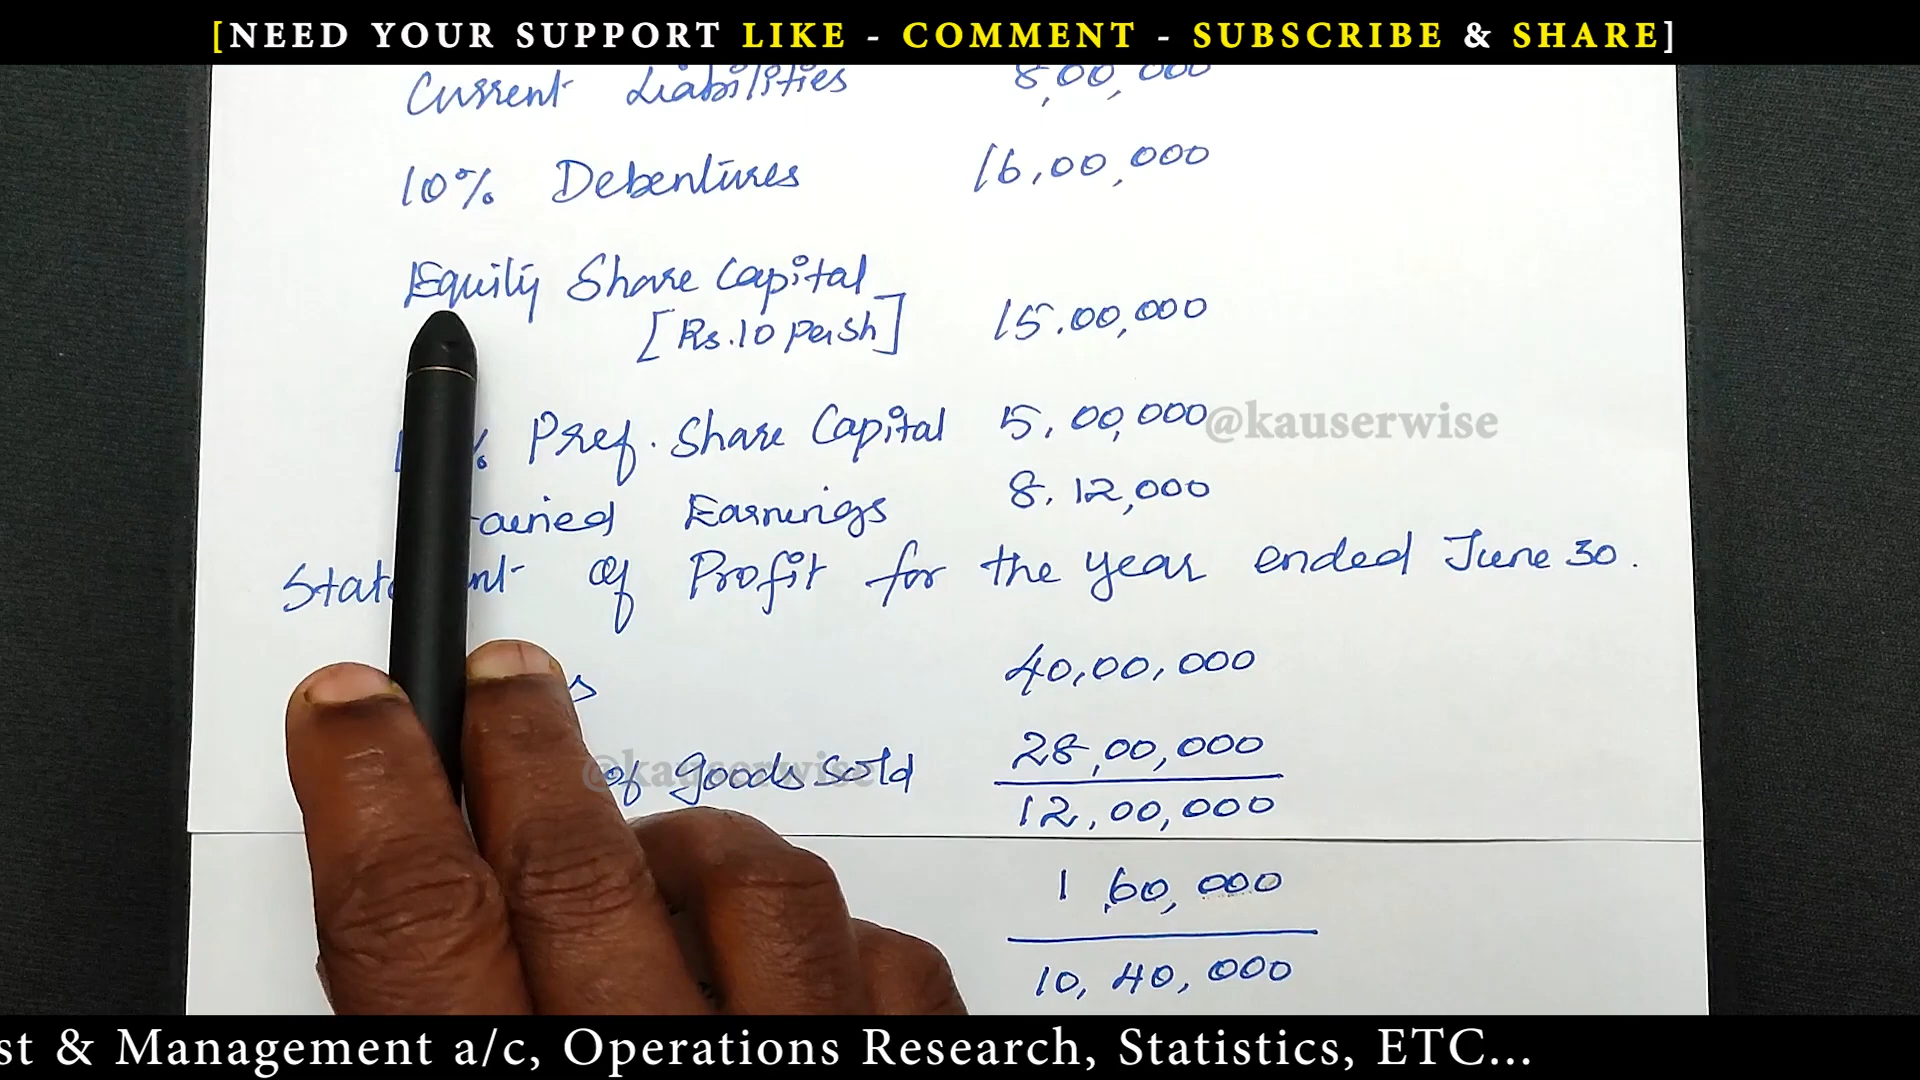 [NEED YOUR SUPPORT LIKE - COMMENT - SUBSCRIBE & SHARE]
Current Liabilities 8,00,000
10% Debentures 16,00,000
Equity Share Capital
[Rs.10 Per Sh] 15,00,000
% Pref. Share Capital 5,00,000
@kauserwise
Earnings 8,12,000
of Profit for the year ended June 30.
40,00,000
of goods sold 28,00,000
@kauserwise
12,00,000
1,60,000
10,40,000
st & Management a/c, Operations Research, Statistics, ETC...